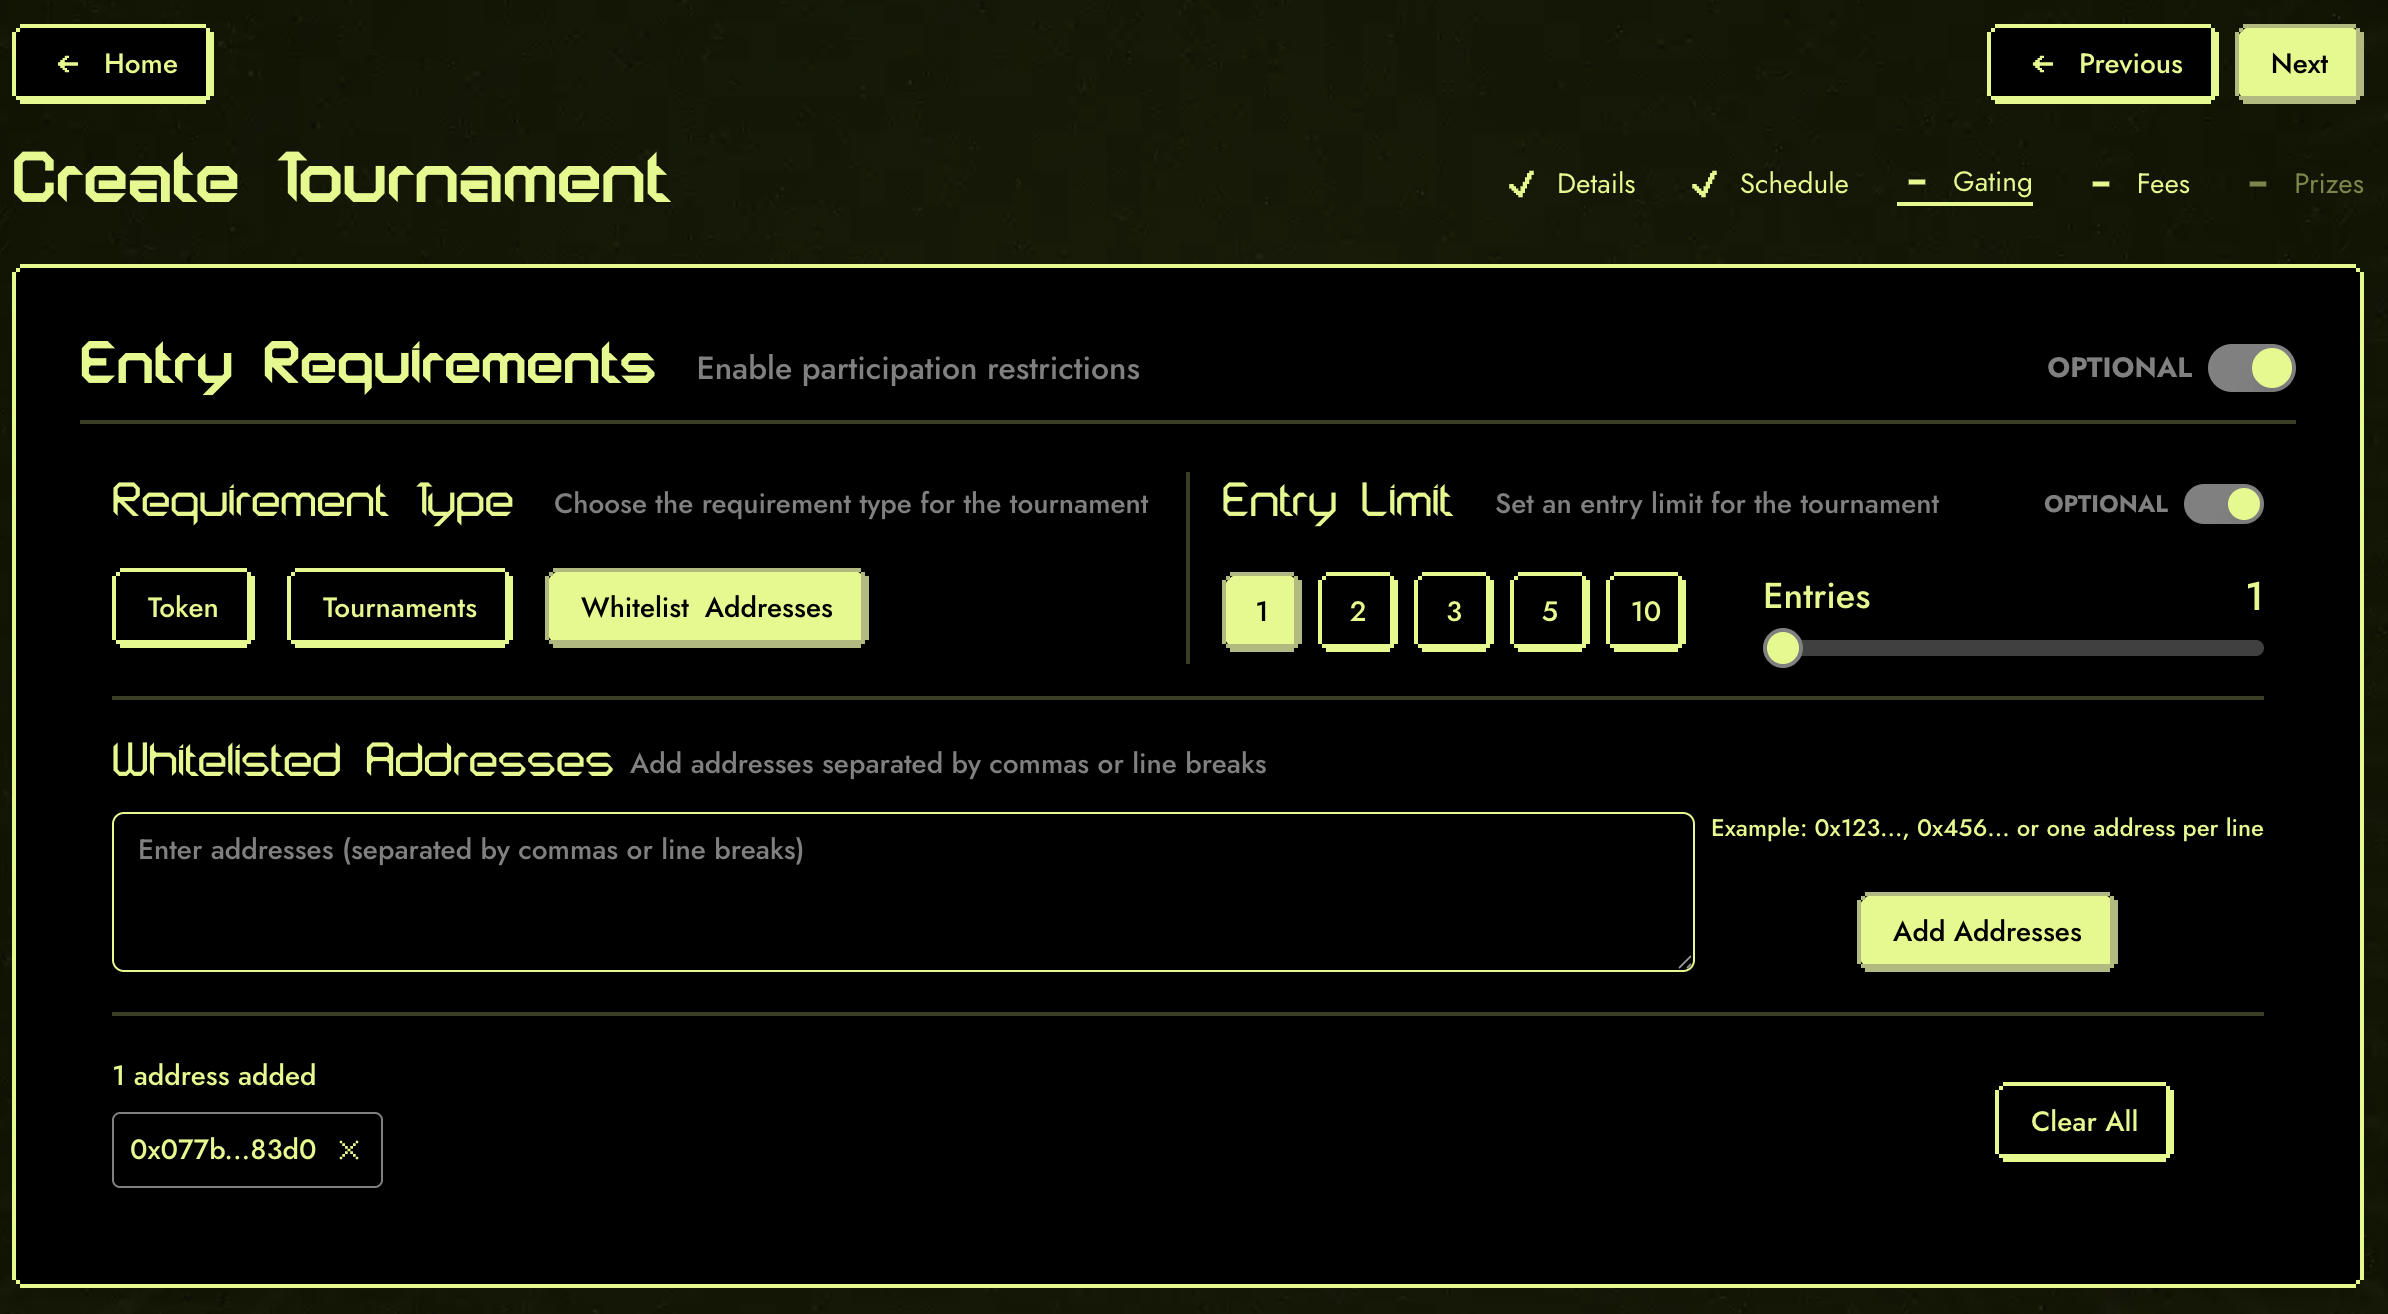 Home
Previous
Next
Create Tournament
Details
Schedule
Gating
Fees
Prizes
Entry Requirements
Enable participation restrictions
OPTIONAL
Requirement Type
Choose the requirement type for the tournament
Token
Tournaments
Whitelist Addresses
Entry Limit
Set an entry limit for the tournament
OPTIONAL
1
2
3
5
10
Entries
1
Whitelisted Addresses
Add addresses separated by commas or line breaks
Enter addresses (separated by commas or line breaks)
Example: 0x123..., 0x456... or one address per line
Add Addresses
1 address added
0x077b...83d0
Clear All